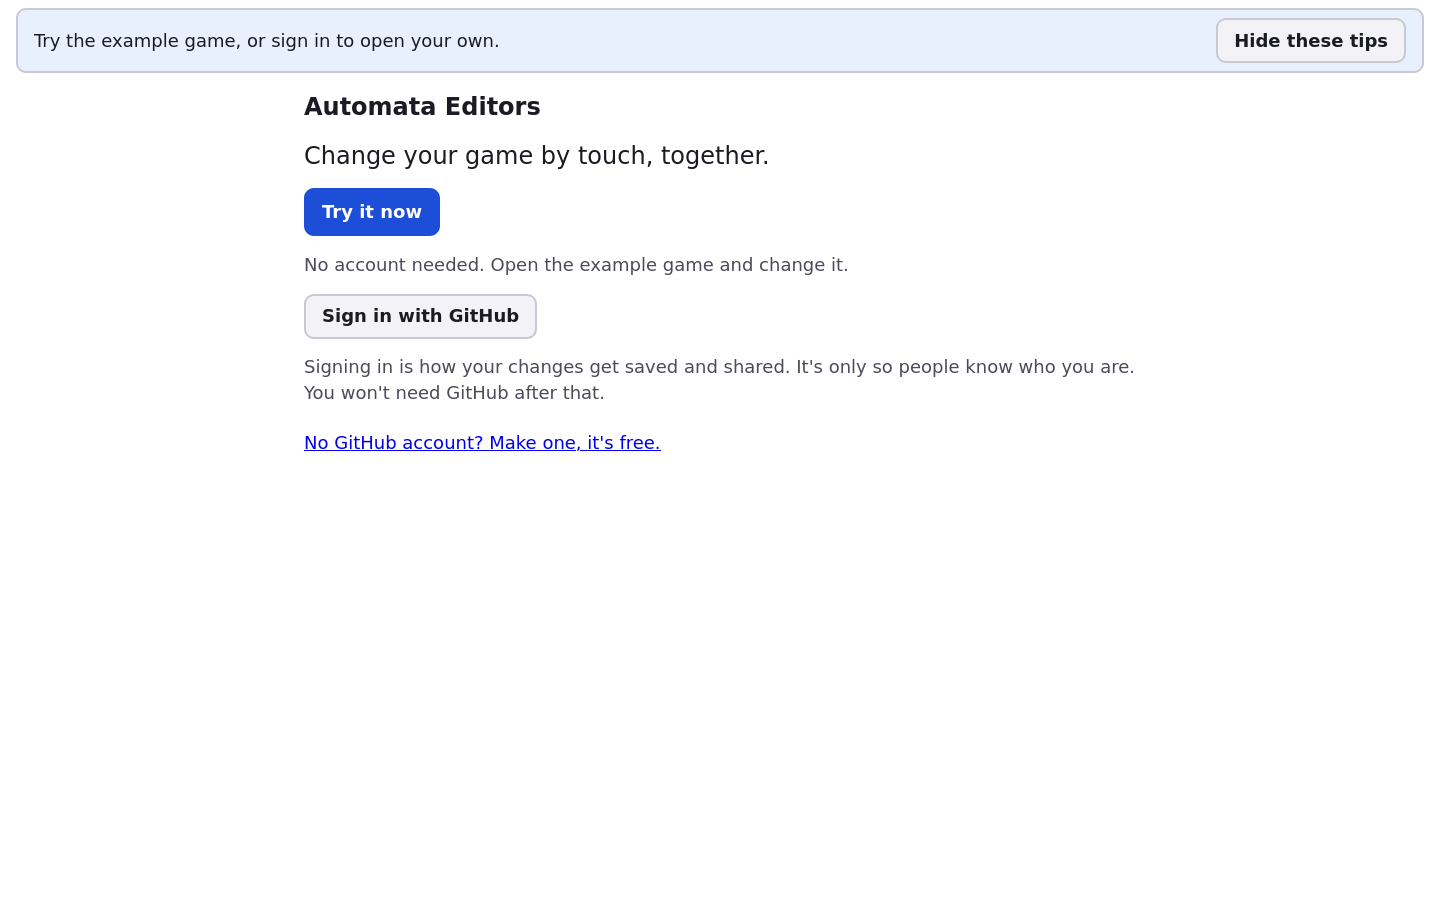 Try the example game, or sign in to open your own.
Hide these tips
Automata Editors
Change your game by touch, together.
Try it now
No account needed. Open the example game and change it.
Sign in with GitHub
Signing in is how your changes get saved and shared. It's only so people know who you are.
You won't need GitHub after that.
No GitHub account? Make one, it's free.